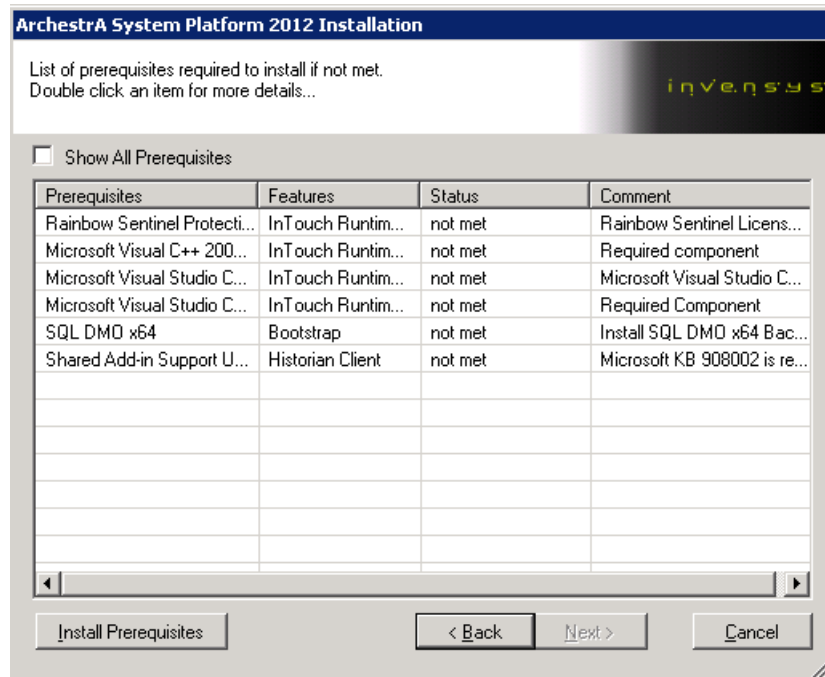 ArchestrA System Platform 2012 Installation
List of prerequisites required to install if not met.
Double click an item for more details...
invensys
Show All Prerequisites
Prerequisites Features Status Comment
Rainbow Sentinel Protecti... InTouch Runtim... not met Rainbow Sentinel Licens...
Microsoft Visual C++ 200... InTouch Runtim... not met Required component
Microsoft Visual Studio C... InTouch Runtim... not met Microsoft Visual Studio C...
Microsoft Visual Studio C... InTouch Runtim... not met Required Component
SQL DMO x64 Bootstrap not met Install SQL DMO x64 Bac...
Shared Add-in Support U... Historian Client not met Microsoft KB 908002 is re...
Install Prerequisites < Back Next > Cancel